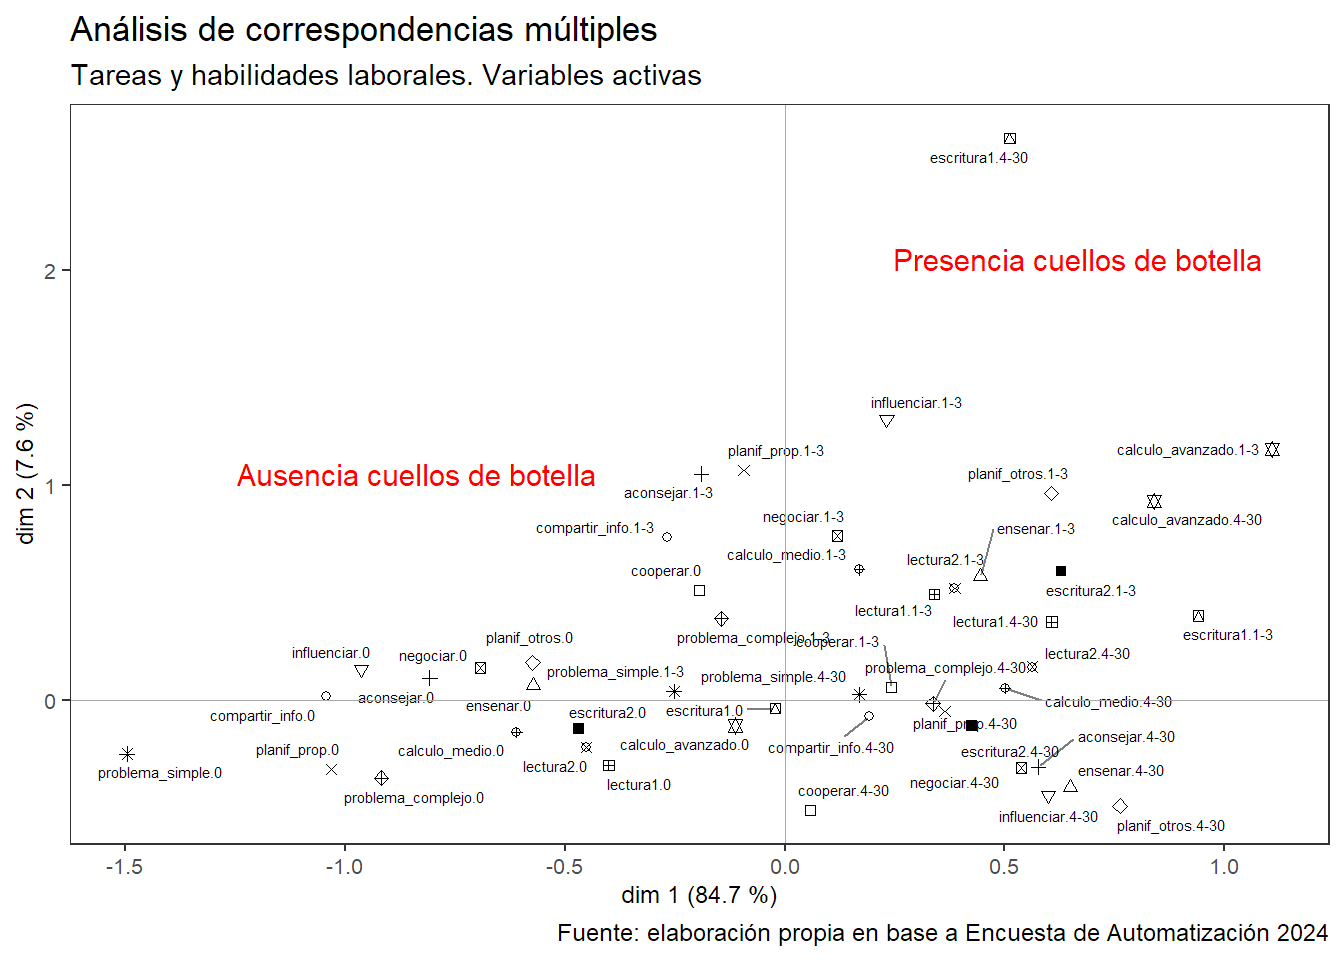 Análisis de correspondencias múltiples
Tareas y habilidades laborales. Variables activas
escritura1.4-30
Presencia cuellos de botella
2
influenciar.1-3
planif_prop.1-3
calculo_avanzado.1-3
Ausencia cuellos de botella
planif_otros.1-3
1
aconsejar.1-3
negociar.1-3
calculo_avanzado.4-30
compartir_info.1-3
ensenar.1-3
calculo_medio.1-3
lectura2.1-3
cooperar.0
escritura2.1-3
lectura1.1-3
lectura1.4-30
planif_otros.0
problema_complejo.1-3
cooperar.1-3
escritura1.1-3
influenciar.0
negociar.0
lectura2.4-30
problema_simple.1-3
problema_simple.4-30
problema_complejo.4-30
0
aconsejar.0
ensenar.0
escritura2.0
escritura1.0
calculo_medio.4-30
compartir_info.0
planif_prop.4-30
planif_prop.0
calculo_medio.0
calculo_avanzado.0
compartir_info.4-30
escritura2.4-30
aconsejar.4-30
problema_simple.0
lectura2.0
lectura1.0
negociar.4-30
ensenar.4-30
problema_complejo.0
cooperar.4-30
influenciar.4-30
planif_otros.4-30
dim 2 (7.6 %)
-1.5
-1.0
-0.5
0.0
0.5
1.0
dim 1 (84.7 %)
Fuente: elaboración propia en base a Encuesta de Automatización 2024